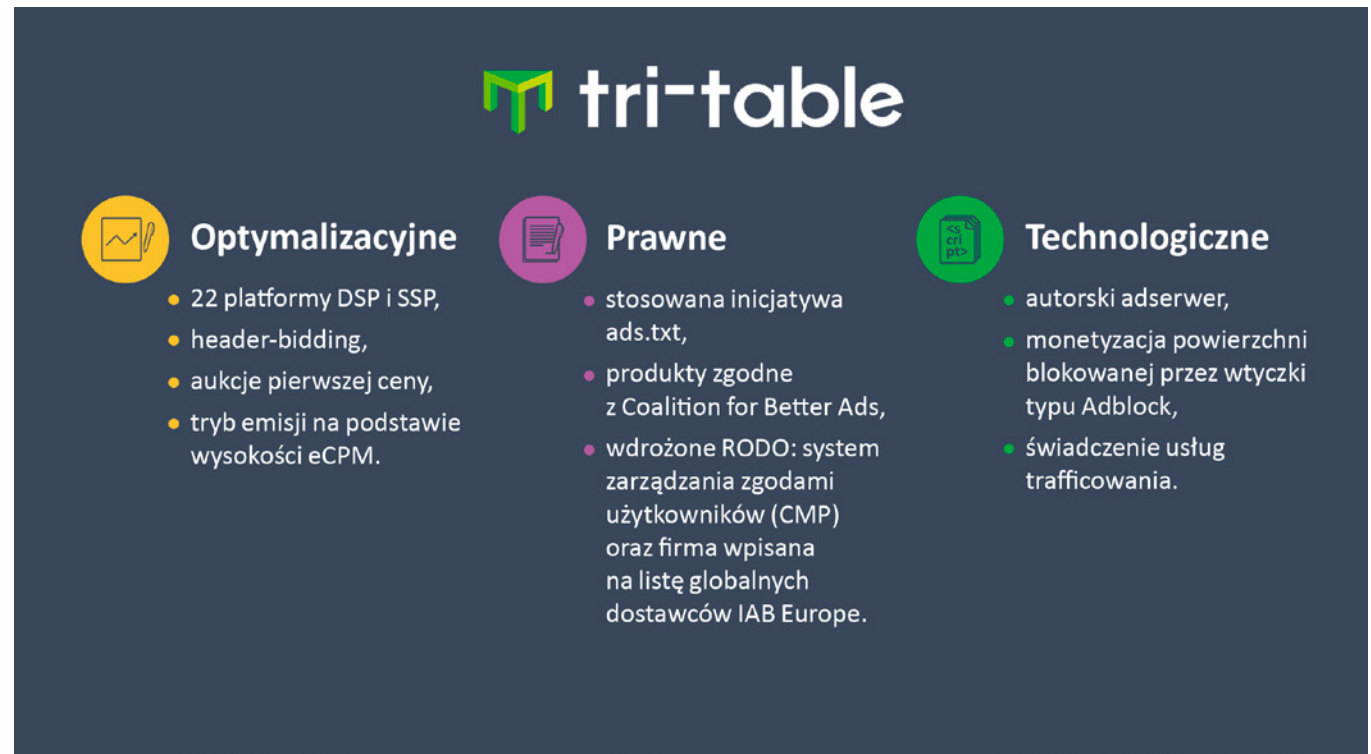 tri-table
Optymalizacyjne
• 22 platformy DSP i SSP,
• header-bidding,
• aukcje pierwszej ceny,
• tryb emisji na podstawie
wysokości eCPM.
Prawne
• stosowana inicjatywa
ads.txt,
• produkty zgodne
z Coalition for Better Ads,
• wdrożone RODO: system
zarządzania zgodami
użytkowników (CMP)
oraz firma wpisana
na listę globalnych
dostawców IAB Europe.
<s
cri
pt>
Technologiczne
• autorski adserwer,
• monetyzacja powierzchni
blokowanej przez wtyczki
typu Adblock,
• świadczenie usług
trafficowania.